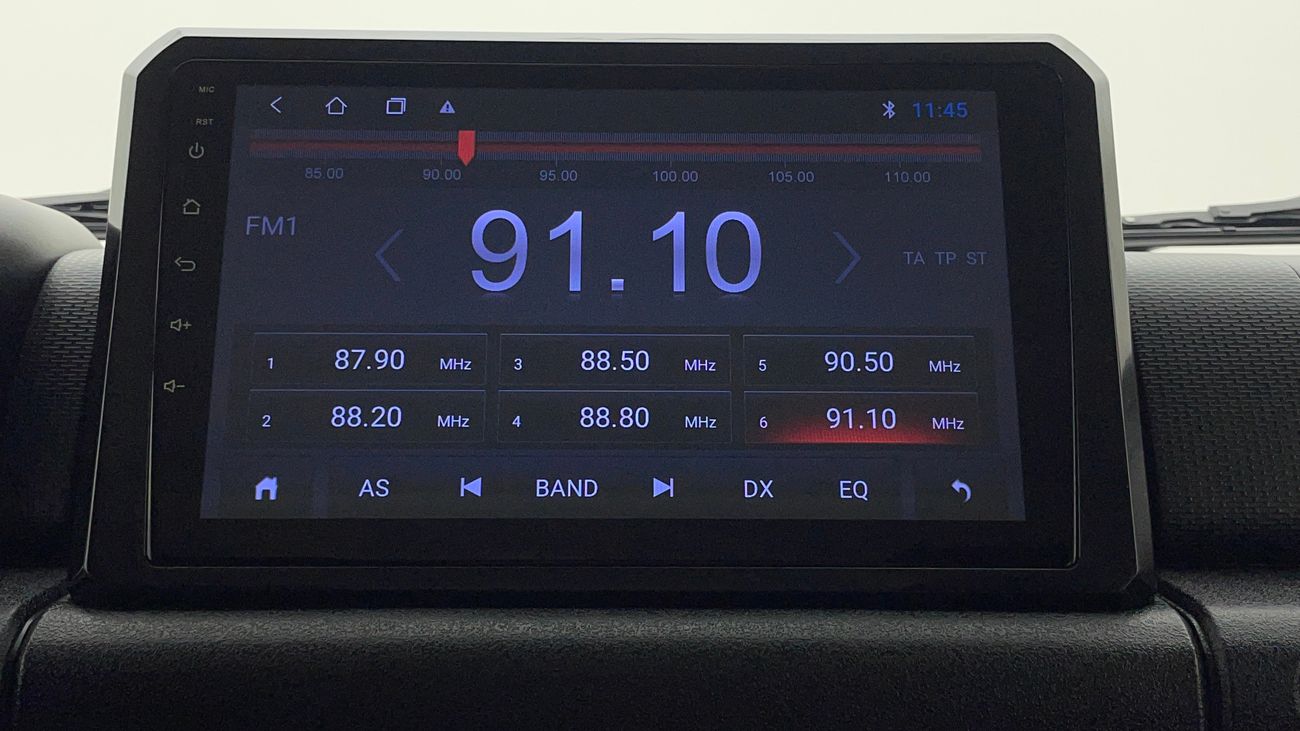 MIC
11:45
RST
85.00 90.00 95.00 100.00 105.00 110.00
FM1
91.10
TA TP ST
1 87.90 MHz 3 88.50 MHz 5 90.50 MHz
2 88.20 MHz 4 88.80 MHz 6 91.10 MHz
AS BAND DX EQ